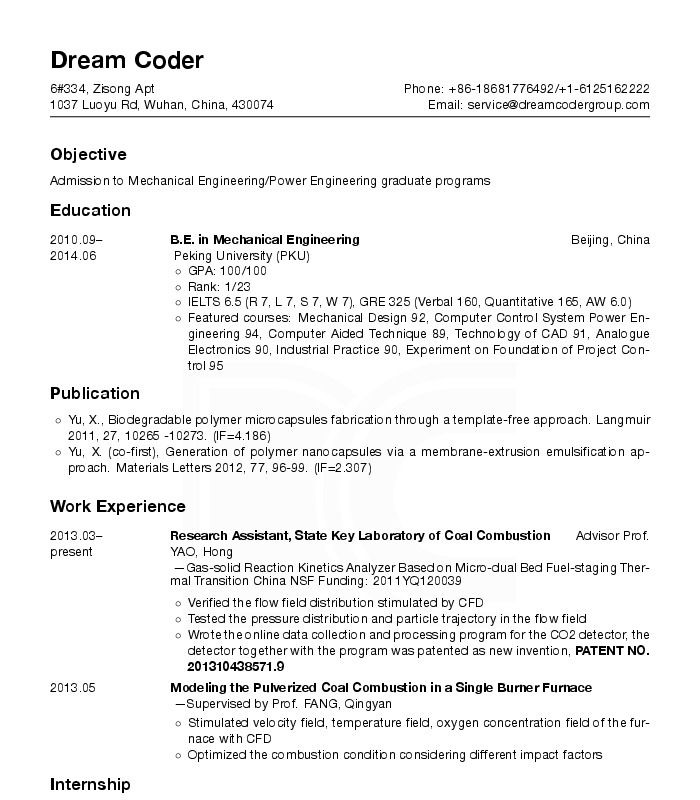 Dream Coder
6#334, Zisong Apt Phone: +86-18681776492/+1-6125162222
1037 Luoyu Rd, Wuhan, China, 430074 Email: service@dreamcodergroup.com
Objective
Admission to Mechanical Engineering/Power Engineering graduate programs
Education
2010.09– B.E. in Mechanical Engineering Beijing, China
2014.06 Peking University (PKU)
○ GPA: 100/100
○ Rank: 1/23
○ IELTS 6.5 (R 7, L 7, S 7, W 7), GRE 325 (Verbal 160, Quantitative 165, AW 6.0)
○ Featured courses: Mechanical Design 92, Computer Control System Power En-
gineering 94, Computer Aided Technique 89, Technology of CAD 91, Analogue
Electronics 90, Industrial Practice 90, Experiment on Foundation of Project Con-
trol 95
Publication
○ Yu, X., Biodegradable polymer microcapsules fabrication through a template-free approach. Langmuir
2011, 27, 10265 -10273. (IF=4.186)
○ Yu, X. (co-first), Generation of polymer nanocapsules via a membrane-extrusion emulsification ap-
proach. Materials Letters 2012, 77, 96-99. (IF=2.307)
Work Experience
2013.03– Research Assistant, State Key Laboratory of Coal Combustion Advisor Prof.
present YAO, Hong
—Gas-solid Reaction Kinetics Analyzer Based on Micro-dual Bed Fuel-staging Ther-
mal Transition China NSF Funding: 2011YQ120039
○ Verified the flow field distribution stimulated by CFD
○ Tested the pressure distribution and particle trajectory in the flow field
○ Wrote the online data collection and processing program for the CO2 detector, the
detector together with the program was patented as new invention, PATENT NO.
201310438571.9
2013.05 Modeling the Pulverized Coal Combustion in a Single Burner Furnace
—Supervised by Prof. FANG, Qingyan
○ Stimulated velocity field, temperature field, oxygen concentration field of the fur-
nace with CFD
○ Optimized the combustion condition considering different impact factors
Internship